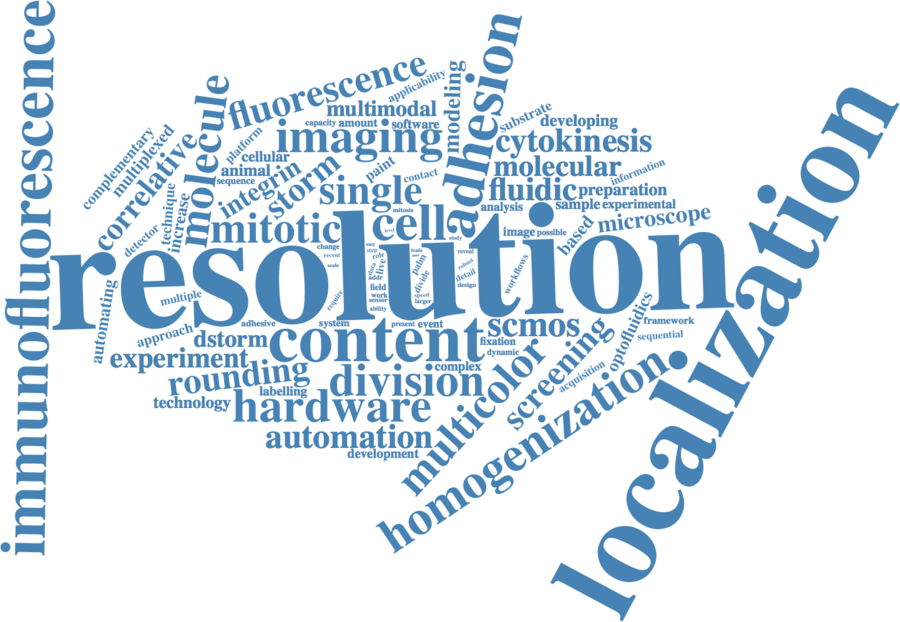 immunofluorescence
resolution
localization
adhesion
fluorescence
applicability
modeling
multimodal
capacity
amount
software
imaging
substrate
developing
cytokinesis
complementary
multiplexed
correlative
molecule
platform
cellular
animal
sequence
integrin
storm
paint
contact
single
molecular
information
fluidic
preparation
analysis
sample
experimental
technique
increase
detector
mitotic
mitosis
cell
level
study
image
possible
based
microscope
change
recent
scale
easy
step
role
data
live
addr
field
work
sensor
ability
palm
divide
speed
larger
reveal
robust
detail
design
workflows
require
automating
multiple
approach
adhesive
system
present
event
scmos
fixation
dynamic
framework
sequential
optofluidics
dstorm
content
experiment
rounding
labelling
division
complex
multicolor
screening
acquisition
technology
hardware
automation
development
homogenization